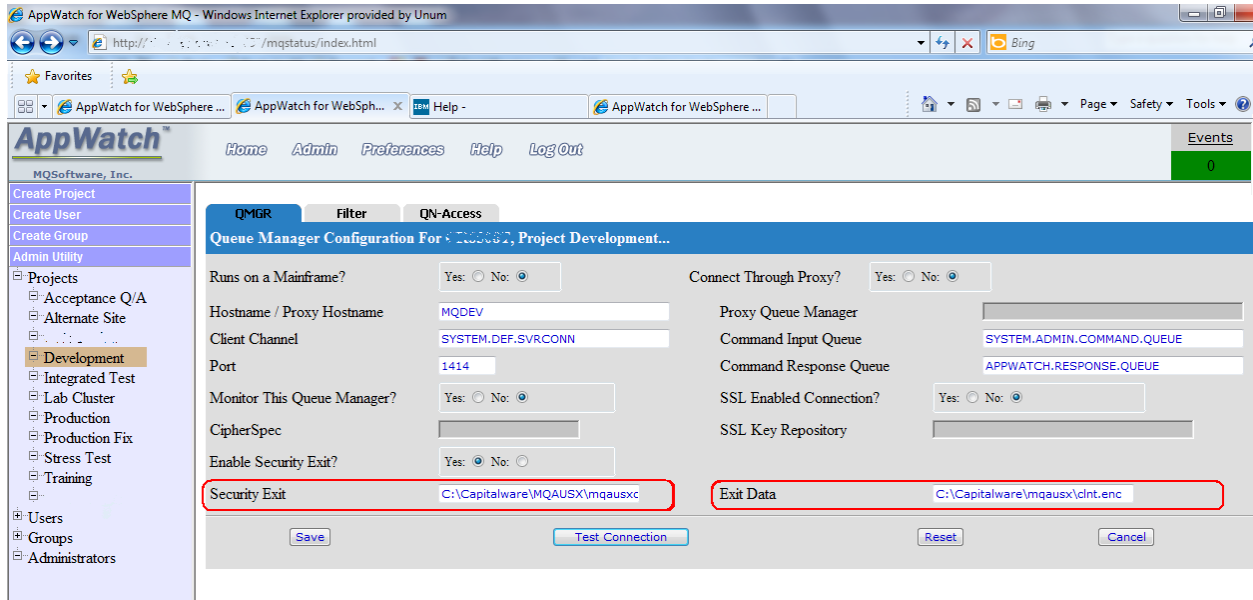 AppWatch for WebSphere MQ - Windows Internet Explorer provided by Unum
http:// /mqstatus/index.html
Bing
Favorites
AppWatch for WebSphere ... AppWatch for WebSph... X IBM Help - AppWatch for WebSphere ... Page Safety Tools
AppWatch™
MQSoftware, Inc.
Home Admin Preferences Help Log Out
Events
0
Create Project
Create User
Create Group
Admin Utility
Projects
Acceptance Q/A
Alternate Site
Development
Integrated Test
Lab Cluster
Production
Production Fix
Stress Test
Training
Users
Groups
Administrators
QMGR Filter QN-Access
Queue Manager Configuration For , Project Development...
Runs on a Mainframe? Yes: No: Connect Through Proxy? Yes: No:
Hostname / Proxy Hostname MQDEV Proxy Queue Manager
Client Channel SYSTEM.DEF.SVRCONN Command Input Queue SYSTEM.ADMIN.COMMAND.QUEUE
Port 1414 Command Response Queue APPWATCH.RESPONSE.QUEUE
Monitor This Queue Manager? Yes: No: SSL Enabled Connection? Yes: No:
CipherSpec SSL Key Repository
Enable Security Exit? Yes: No:
Security Exit C:\Capitalware\MQAUSX\mqausxc Exit Data C:\Capitalware\mqausx\clnt.enc
Save Test Connection Reset Cancel